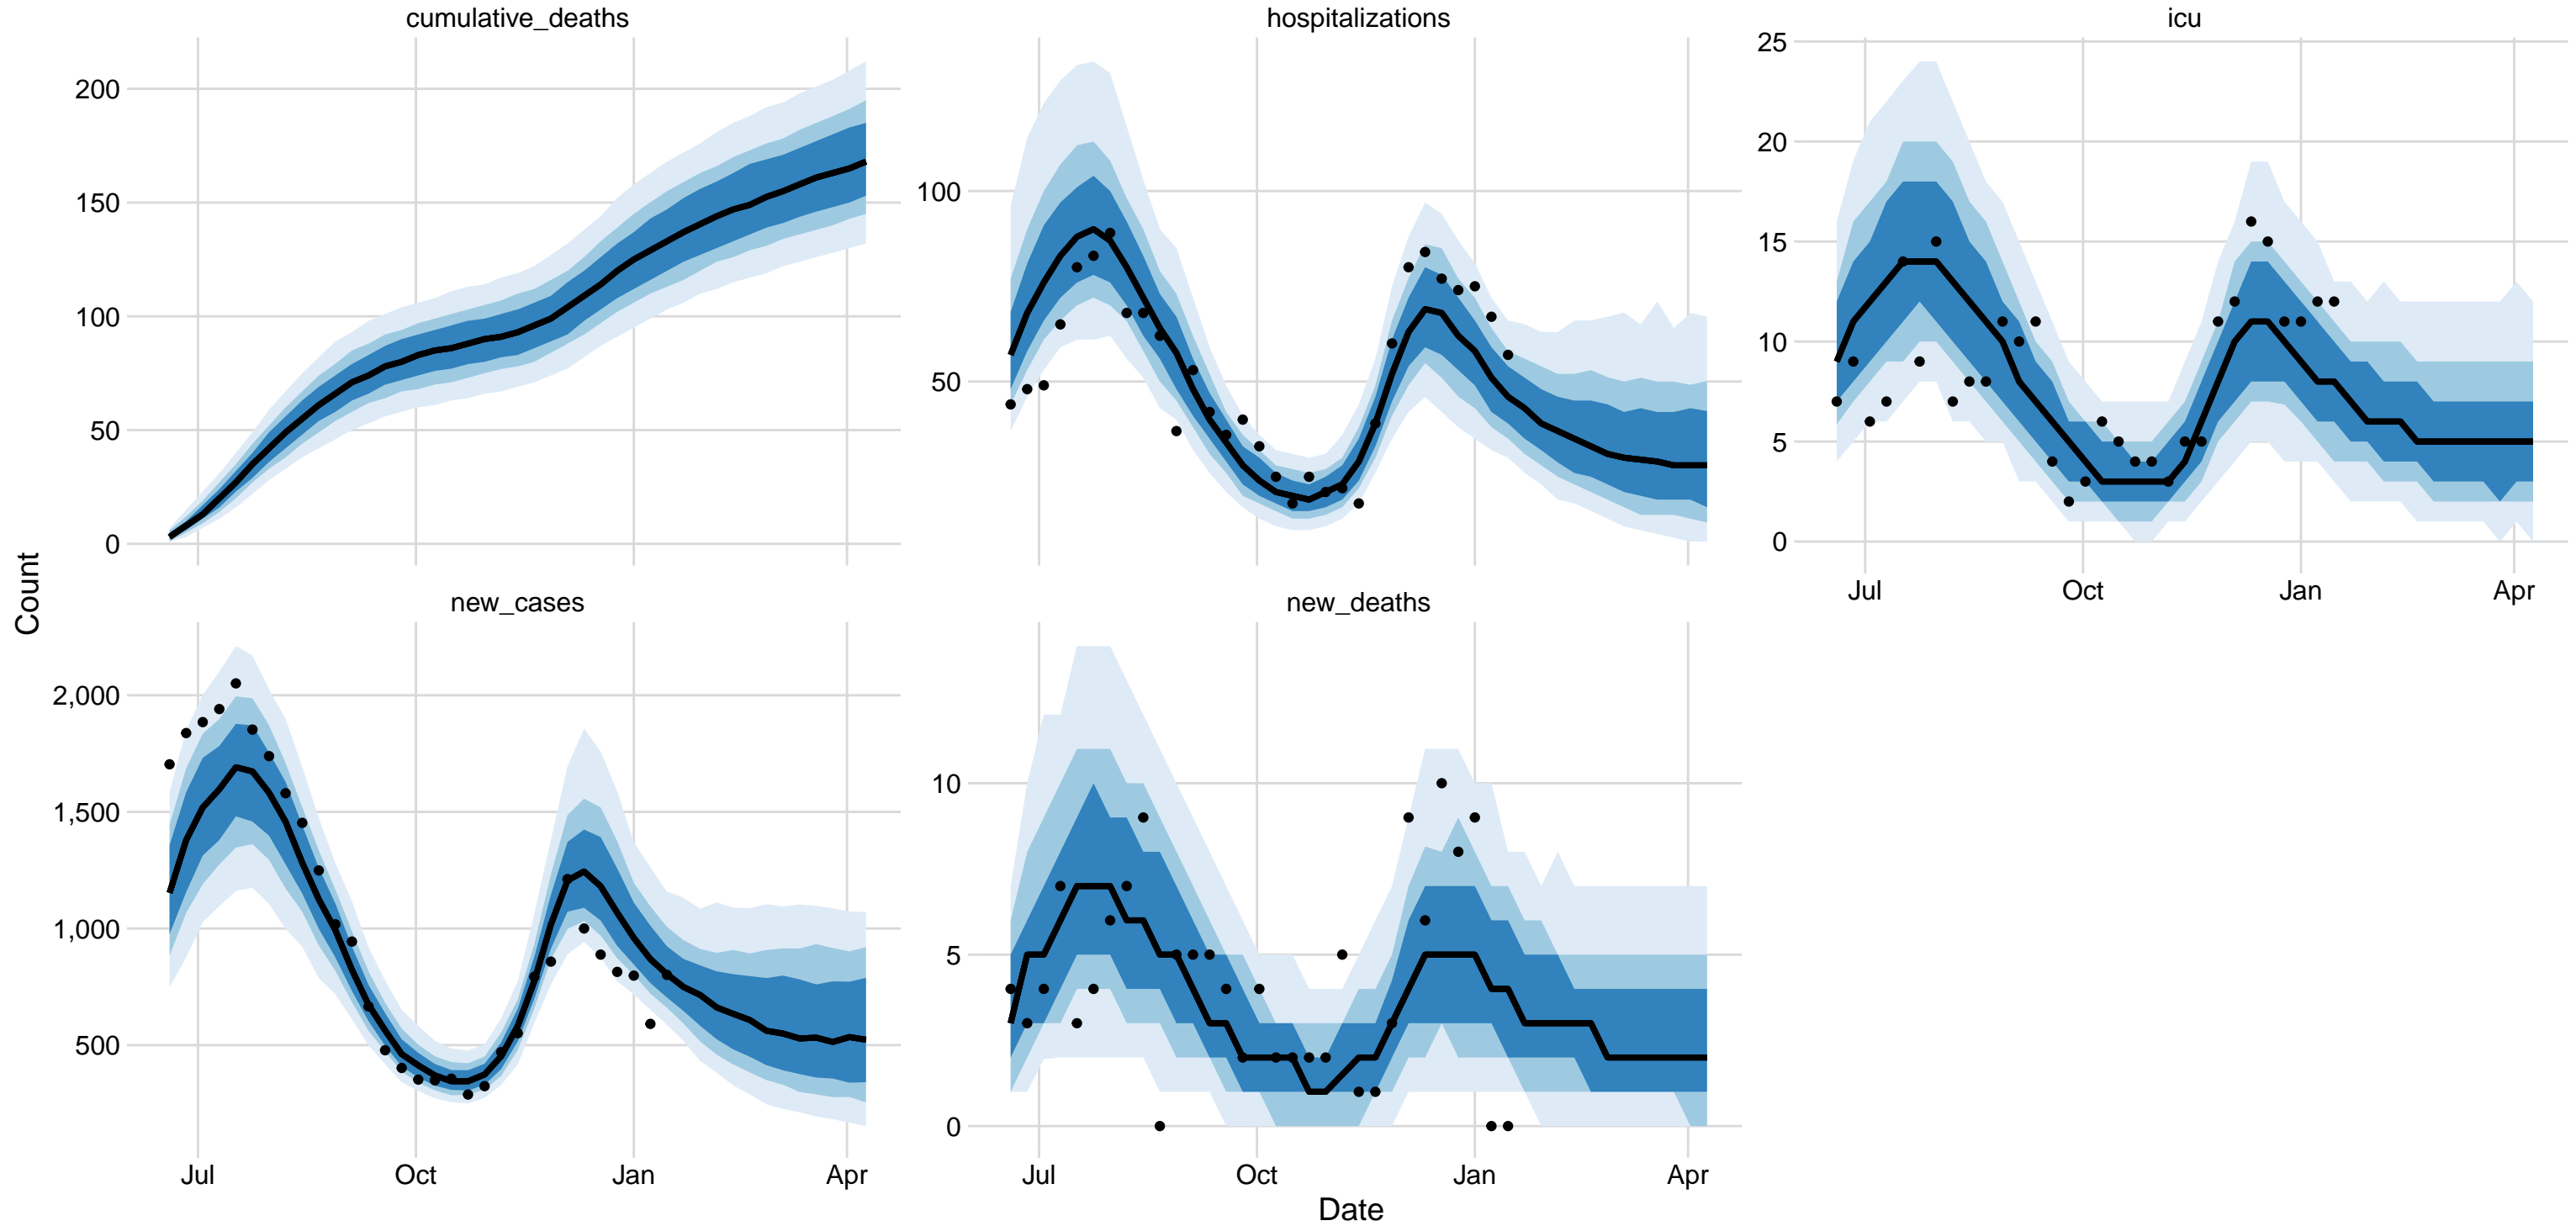 cumulative_deaths
hospitalizations
icu
200
150
100
50
0
100
50
25
20
15
10
5
0
Jul
Oct
Jan
Apr
Count
new_cases
new_deaths
2,000
1,500
1,000
500
10
5
0
Jul
Oct
Jan
Apr
Jul
Oct
Jan
Apr
Date